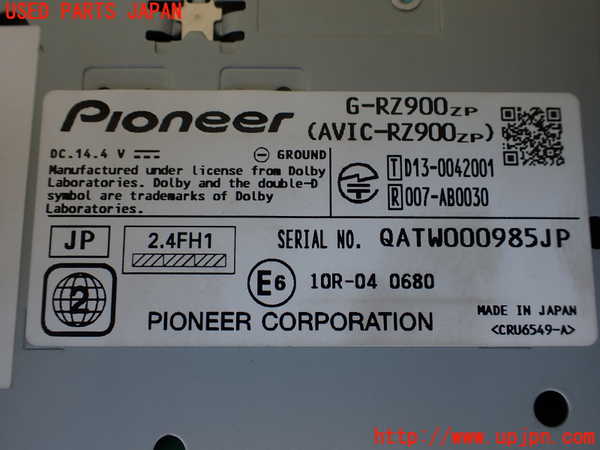 USED PARTS JAPAN
Pioneer
G-RZ900ZP
(AVIC-RZ900ZP)
DC.14.4 V
GROUND
Manufactured under license from Dolby
Laboratories. Dolby and the double-D
symbol are trademarks of Dolby
Laboratories.
T D13-0042001
R 007-AB0030
JP
2.4FH1
SERIAL NO. QATW000985JP
2
E6
10R-04 0680
PIONEER CORPORATION
MADE IN JAPAN
<CRU6549-A>
http://www.upjpn.com/